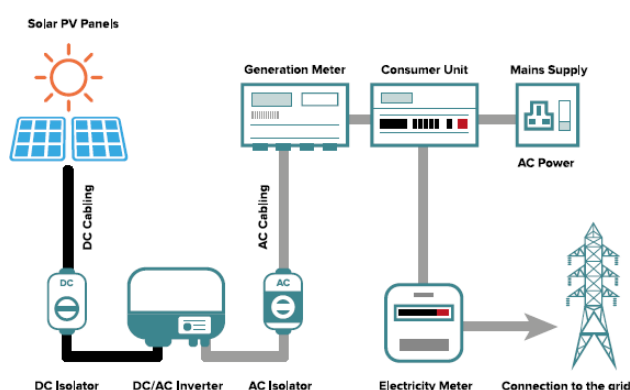 Solar PV Panels
Generation Meter
Consumer Unit
Mains Supply
AC Power
DC Cabling
AC Cabling
DC
AC
DC Isolator
DC/AC Inverter
AC Isolator
Electricity Meter
Connection to the grid